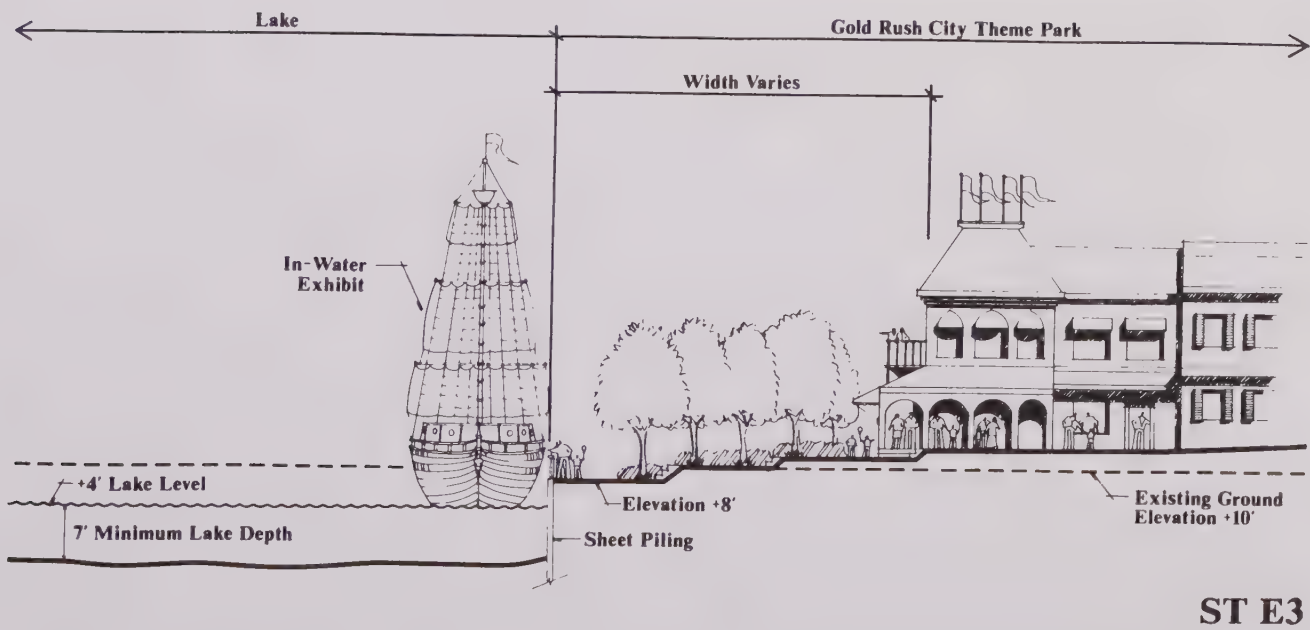 Lake
Gold Rush City Theme Park
Width Varies
In-Water
Exhibit
+4' Lake Level
7' Minimum Lake Depth
Elevation +8'
Sheet Piling
Existing Ground
Elevation +10'
ST E3